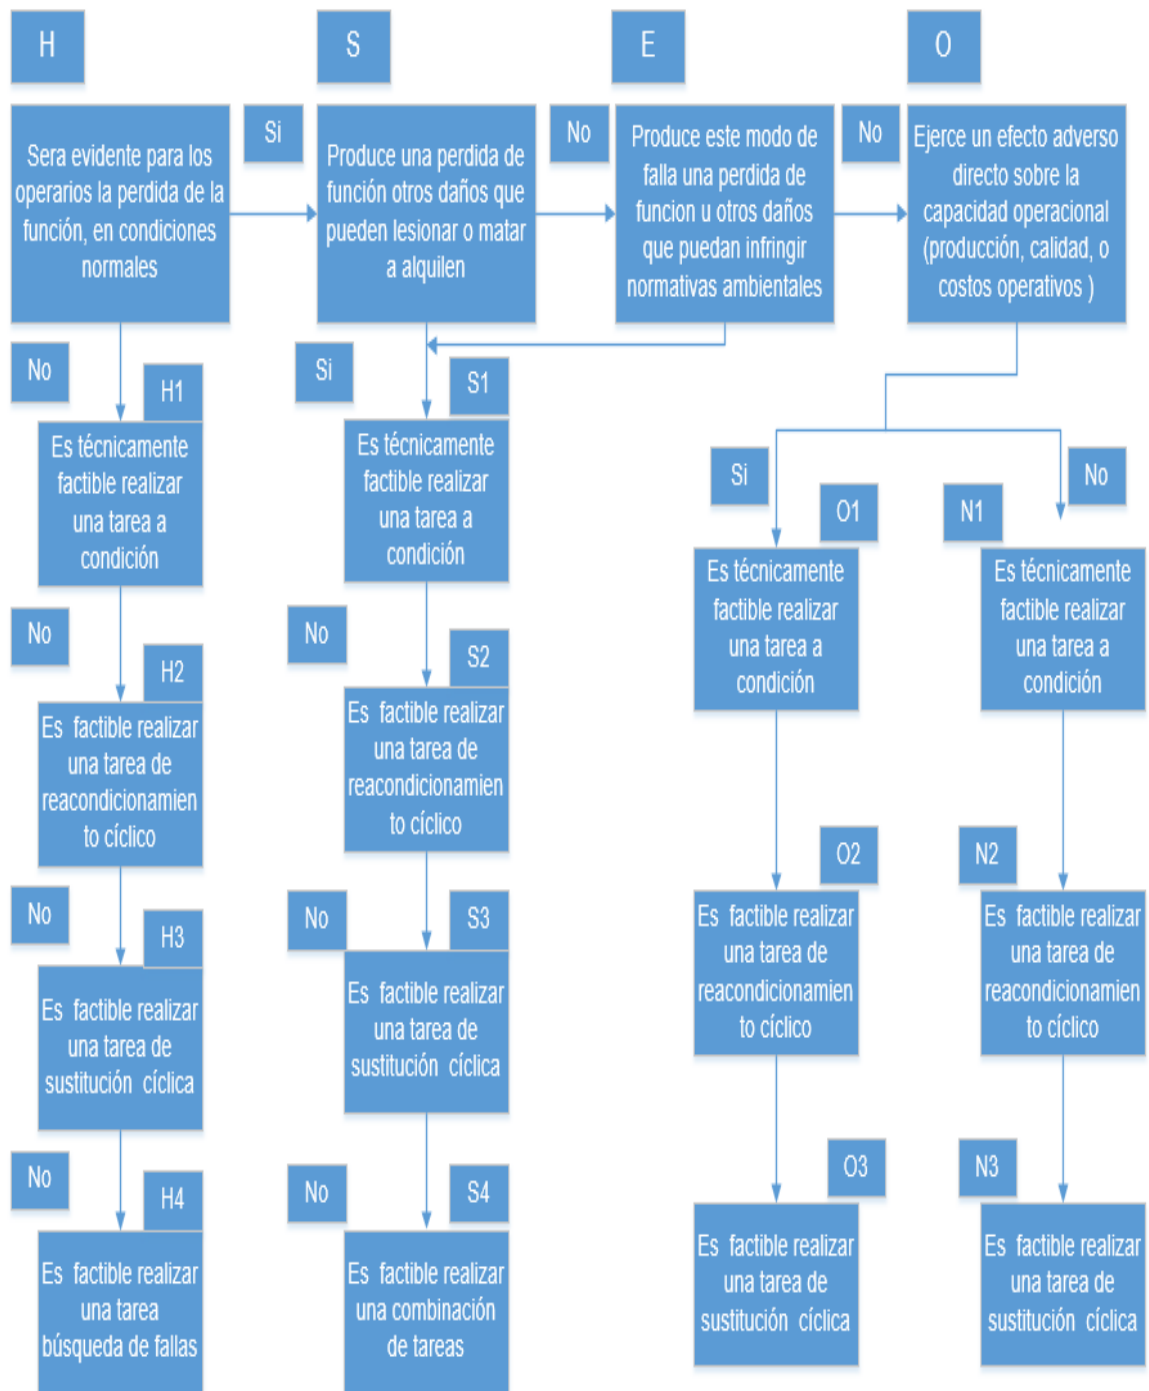 H
S
E
O
Sera evidente para los
operarios la perdida de la
función, en condiciones
normales
Si
Produce una perdida de
función otros daños que
pueden lesionar o matar
a alquilen
No
Produce este modo de
falla una perdida de
funcion u otros daños
que puedan infringir
normativas ambientales
No
Ejerce un efecto adverso
directo sobre la
capacidad operacional
(producción, calidad, o
costos operativos )
No
H1
Es técnicamente
factible realizar
una tarea a
condición
No
H2
Es factible realizar
una tarea de
reacondicionamien
to cíclico
No
H3
Es factible realizar
una tarea de
sustitución cíclica
No
H4
Es factible realizar
una tarea
búsqueda de fallas
Si
S1
Es técnicamente
factible realizar
una tarea a
condición
No
S2
Es factible realizar
una tarea de
reacondicionamien
to cíclico
No
S3
Es factible realizar
una tarea de
sustitución cíclica
No
S4
Es factible realizar
una combinación
de tareas
Si
O1
Es técnicamente
factible realizar
una tarea a
condición
O2
Es factible realizar
una tarea de
reacondicionamien
to cíclico
O3
Es factible realizar
una tarea de
sustitución cíclica
No
N1
Es técnicamente
factible realizar
una tarea a
condición
N2
Es factible realizar
una tarea de
reacondicionamien
to cíclico
N3
Es factible realizar
una tarea de
sustitución cíclica